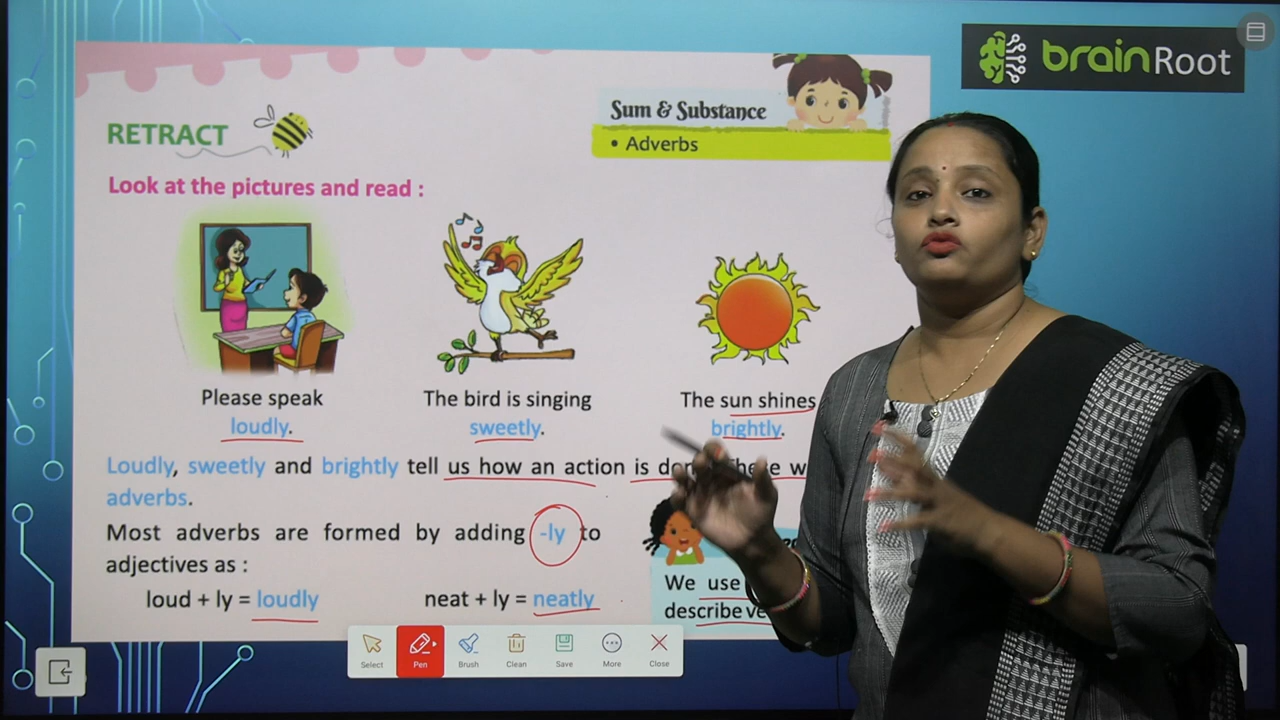 brainRoot
Sum & Substance
• Adverbs
RETRACT
Look at the pictures and read :
Please speak
loudly.
The bird is singing
sweetly.
The sun shines
brightly.
Loudly, sweetly and brightly tell us how an action is
adverbs.
Most adverbs are formed by adding -ly to
adjectives as :
loud + ly = loudly
neat + ly = neatly
We use
describe
Select
Pen
Brush
Clean
Save
More
Close